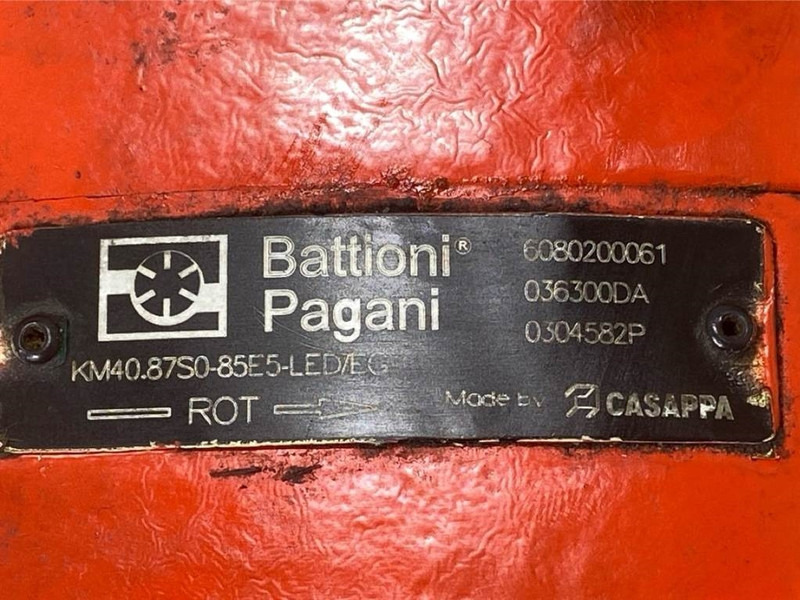 Battioni®
Pagani
6080200061
036300DA
0304582P
KM40.87S0-85E5-LED/EG
ROT
Made by CASAPPA